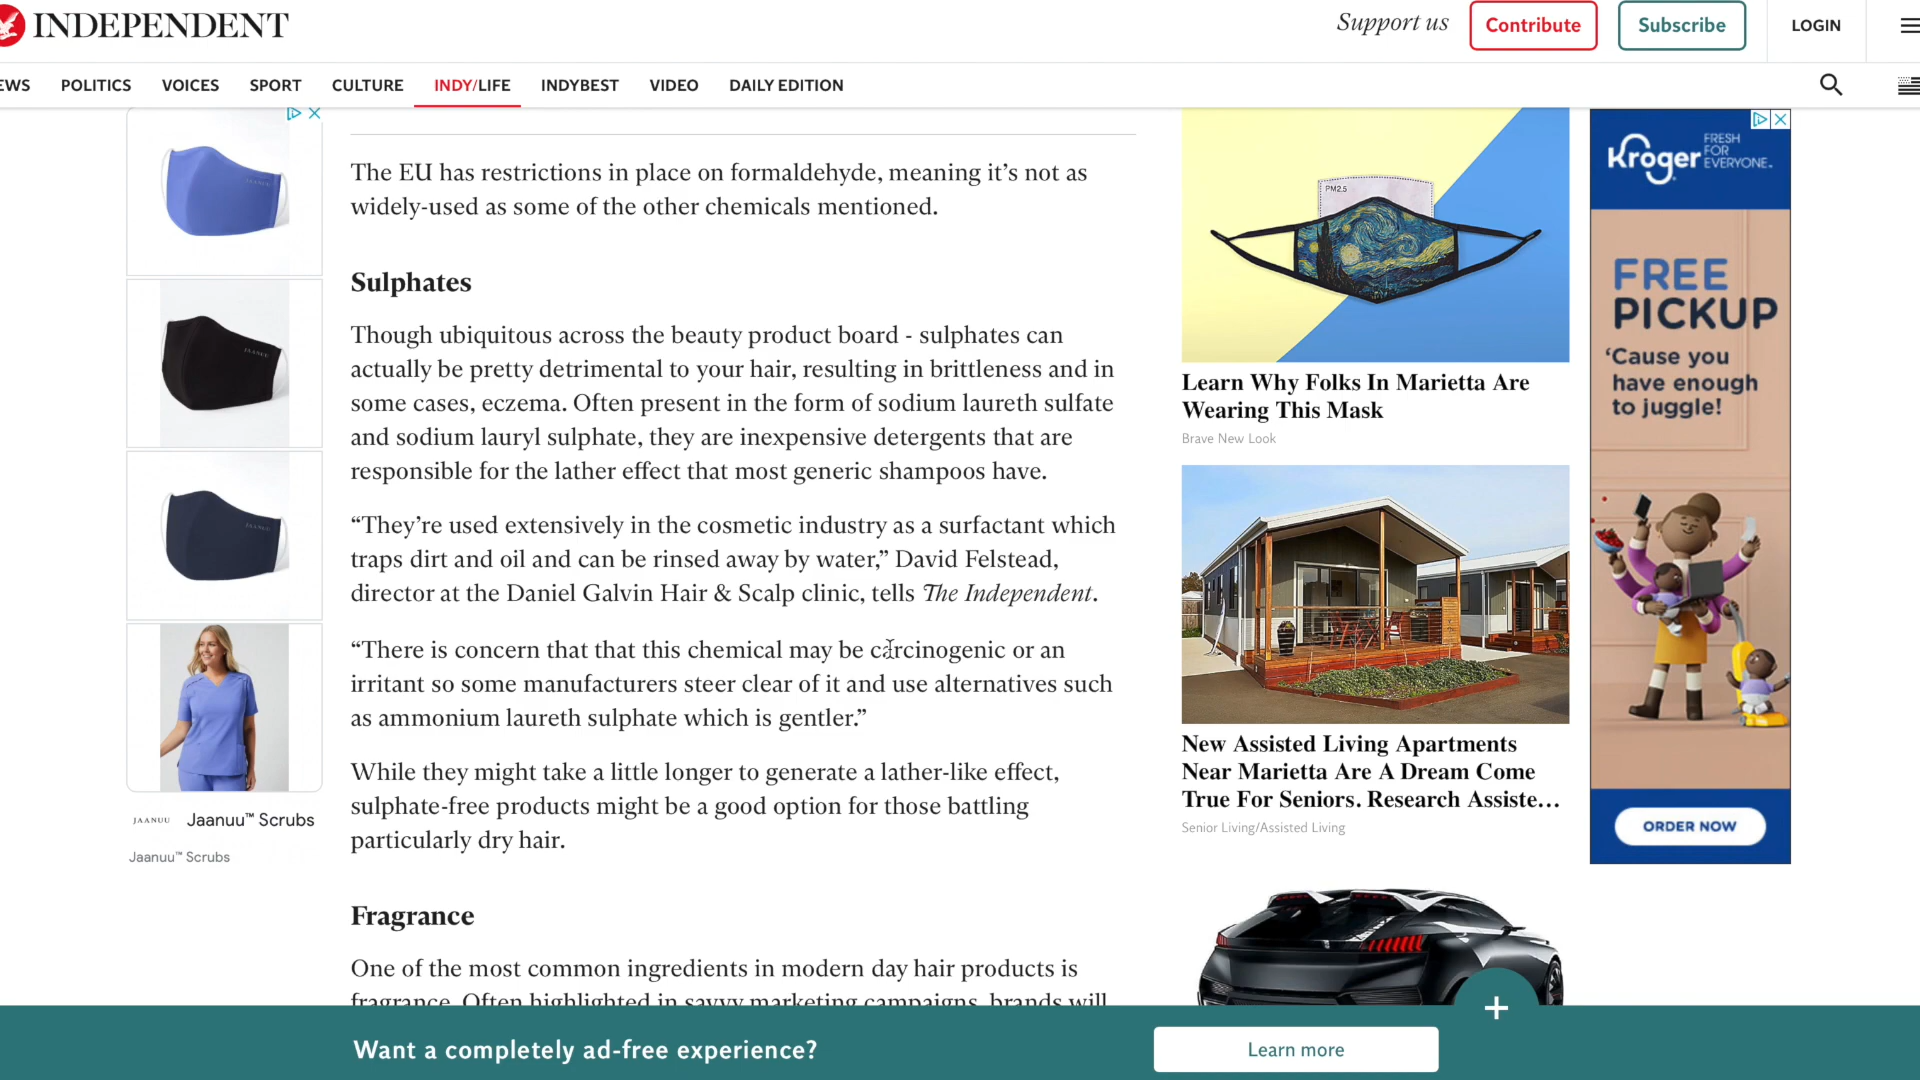 INDEPENDENT
Support us
Contribute
Subscribe
LOGIN
EWS POLITICS VOICES SPORT CULTURE INDY/LIFE INDYBEST VIDEO DAILY EDITION
JAANUU Jaanuu™ Scrubs
Jaanuu™ Scrubs
The EU has restrictions in place on formaldehyde, meaning it’s not as
widely-used as some of the other chemicals mentioned.
Sulphates
Though ubiquitous across the beauty product board - sulphates can
actually be pretty detrimental to your hair, resulting in brittleness and in
some cases, eczema. Often present in the form of sodium laureth sulfate
and sodium lauryl sulphate, they are inexpensive detergents that are
responsible for the lather effect that most generic shampoos have.
“They’re used extensively in the cosmetic industry as a surfactant which
traps dirt and oil and can be rinsed away by water,” David Felstead,
director at the Daniel Galvin Hair & Scalp clinic, tells The Independent.
“There is concern that that this chemical may be carcinogenic or an
irritant so some manufacturers steer clear of it and use alternatives such
as ammonium laureth sulphate which is gentler.”
While they might take a little longer to generate a lather-like effect,
sulphate-free products might be a good option for those battling
particularly dry hair.
Fragrance
One of the most common ingredients in modern day hair products is
fragrance. Often highlighted in savvy marketing campaigns, brands will
PM2.5
Learn Why Folks In Marietta Are
Wearing This Mask
Brave New Look
New Assisted Living Apartments
Near Marietta Are A Dream Come
True For Seniors. Research Assiste...
Senior Living/Assisted Living
Kroger
FRESH
FOR
EVERYONE™
FREE
PICKUP
‘Cause you
have enough
to juggle!
ORDER NOW
Want a completely ad-free experience?
Learn more